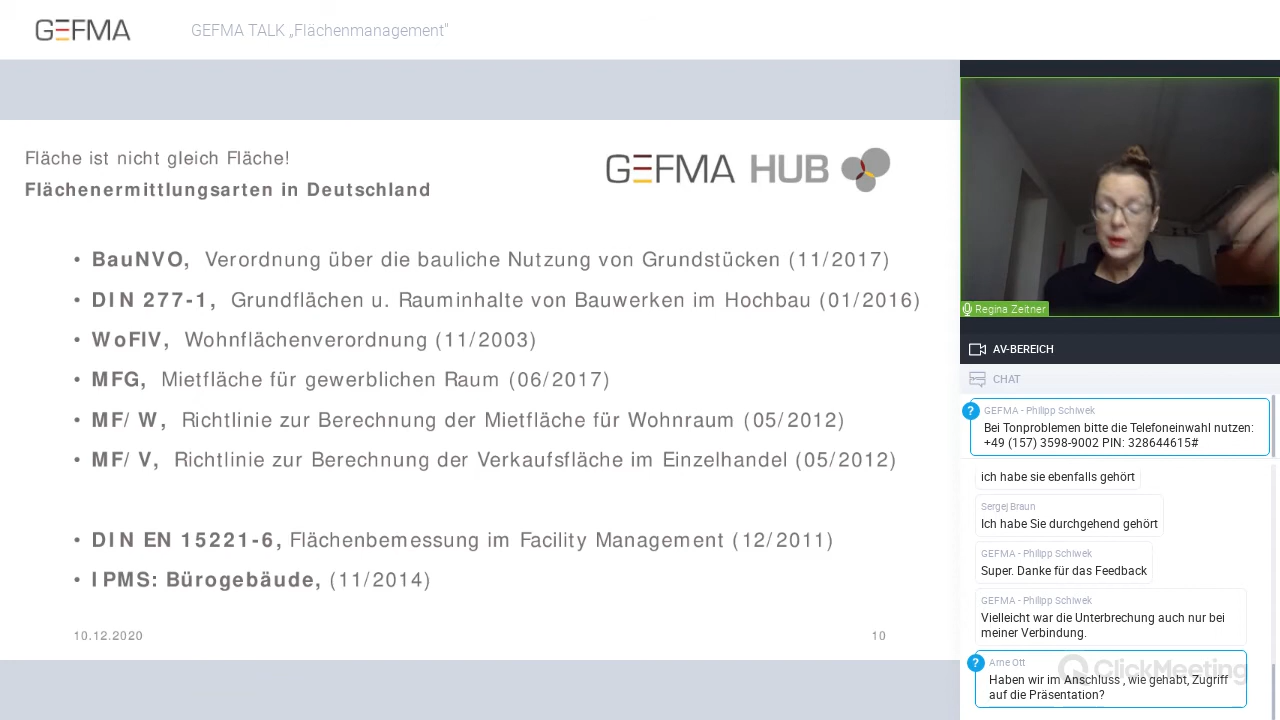 GEFMA
GEFMA TALK „Flächenmanagement"
Fläche ist nicht gleich Fläche!
Flächenermittlungsarten in Deutschland
GEFMA HUB
• BauNVO, Verordnung über die bauliche Nutzung von Grundstücken (11/2017)
• DIN 277-1, Grundflächen u. Rauminhalte von Bauwerken im Hochbau (01/2016)
• WoFlV, Wohnflächenverordnung (11/2003)
• MFG, Mietfläche für gewerblichen Raum (06/2017)
• MF/ W, Richtlinie zur Berechnung der Mietfläche für Wohnraum (05/2012)
• MF/ V, Richtlinie zur Berechnung der Verkaufsfläche im Einzelhandel (05/2012)
• DIN EN 15221-6, Flächenbemessung im Facility Management (12/2011)
• IPMS: Bürogebäude, (11/2014)
10.12.2020
10
Regina Zeitner
AV-BEREICH
CHAT
?
GEFMA - Philipp Schiwek
Bei Tonproblemen bitte die Telefoneinwahl nutzen:
+49 (157) 3598-9002 PIN: 328644615#
ich habe sie ebenfalls gehört
Sergej Braun
Ich habe Sie durchgehend gehört
GEFMA - Philipp Schiwek
Super. Danke für das Feedback
GEFMA - Philipp Schiwek
Vielleicht war die Unterbrechung auch nur bei
meiner Verbindung.
?
Arne Ott
ClickMeeting
Haben wir im Anschluss , wie gehabt, Zugriff
auf die Präsentation?